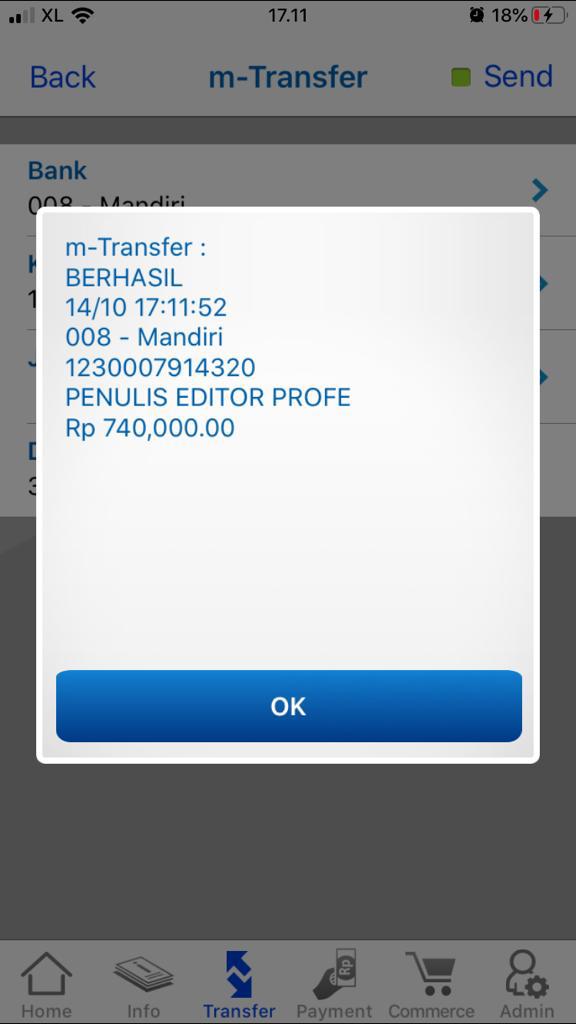 XL 17.11 18%
Back m-Transfer Send
Bank
008 - Mandiri
m-Transfer :
BERHASIL
14/10 17:11:52
008 - Mandiri
1230007914320
PENULIS EDITOR PROFE
Rp 740,000.00
OK
Home Info Transfer Payment Commerce Admin